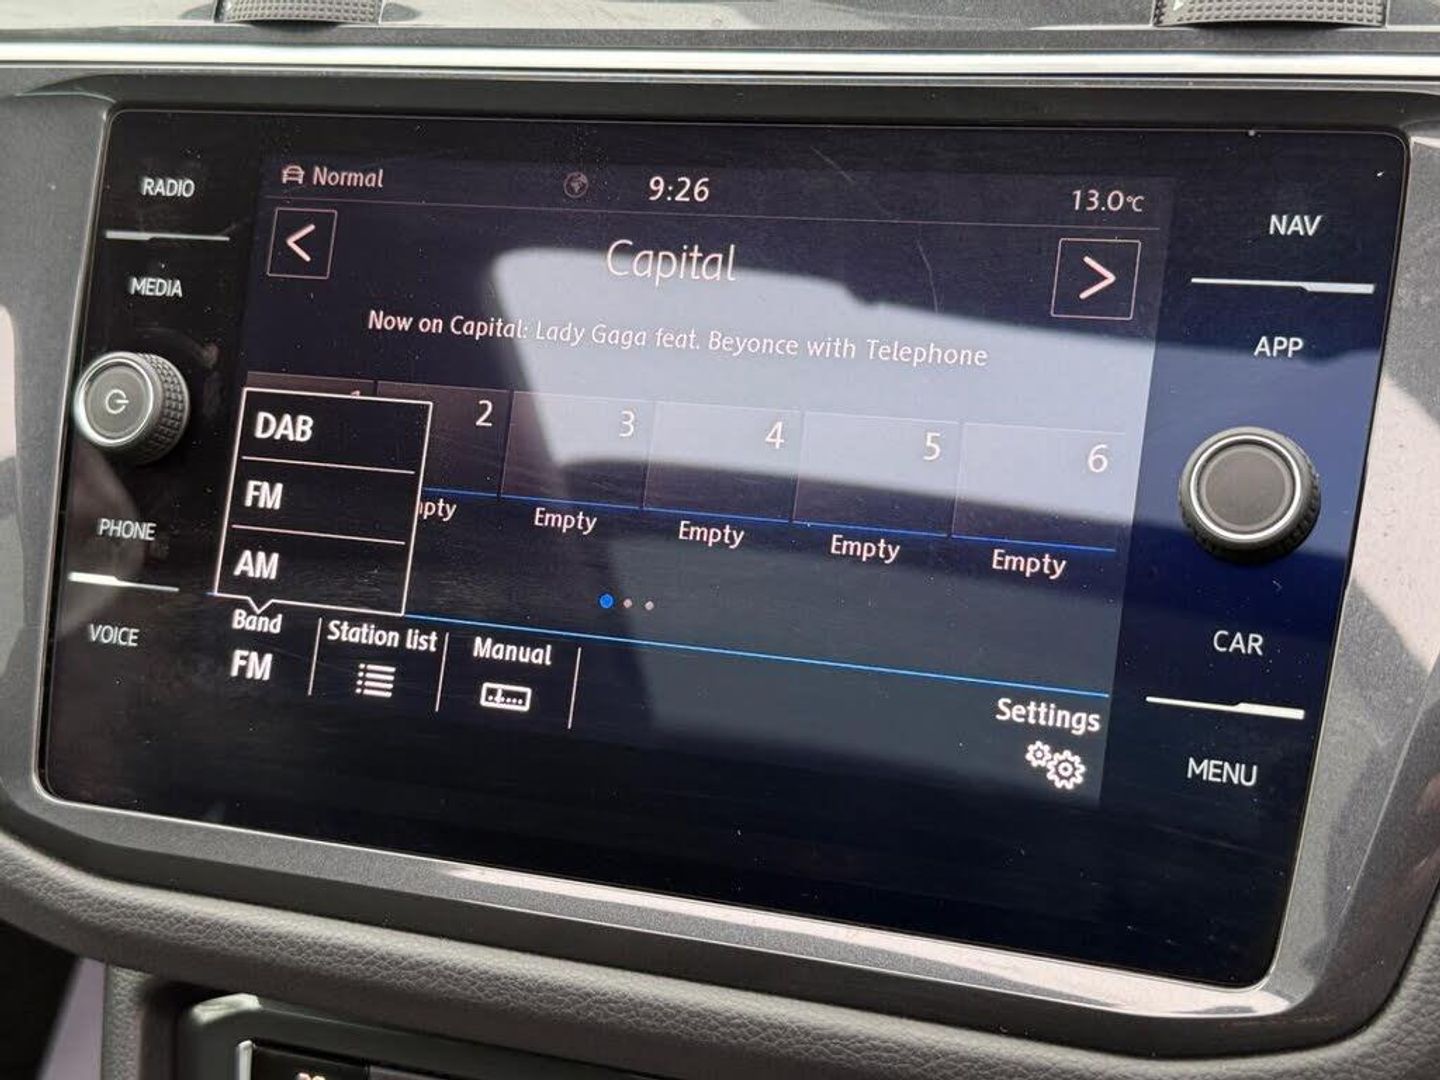 RADIO
MEDIA
PHONE
VOICE
Normal
9:26
13.0°C
<
Capital
>
Now on Capital: Lady Gaga feat. Beyonce with Telephone
2
3
4
5
6
Empty
Empty
Empty
Empty
DAB
FM
AM
Band
FM
Station list
Manual
Settings
NAV
APP
CAR
MENU